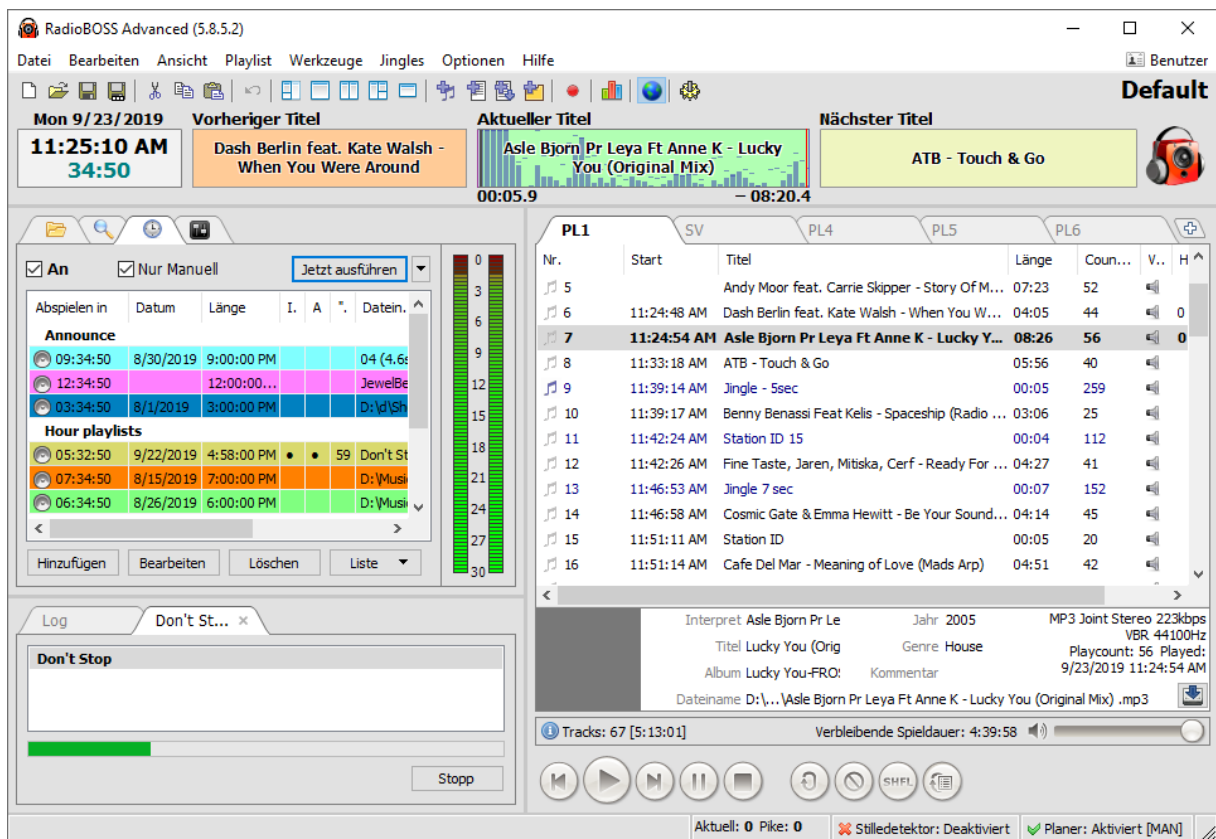 RadioBOSS Advanced (5.8.5.2)
Datei Bearbeiten Ansicht Playlist Werkzeuge Jingles Optionen Hilfe Benutzer
Default
Mon 9/23/2019 Vorheriger Titel Aktueller Titel Nächster Titel
11:25:10 AM
34:50
Dash Berlin feat. Kate Walsh -
When You Were Around
Asle Bjorn Pr Leya Ft Anne K - Lucky
You (Original Mix)
ATB - Touch & Go
00:05.9 – 08:20.4
An Nur Manuell Jetzt ausführen
Abspielen in Datum Länge I. A ". Datein.
Announce
09:34:50 8/30/2019 9:00:00 PM 04 (4.6s
12:34:50 12:00:00... JewelBe
03:34:50 8/1/2019 3:00:00 PM D:\d\Sh
Hour playlists
05:32:50 9/22/2019 4:58:00 PM • • 59 Don't St
07:34:50 8/15/2019 7:00:00 PM D:\Musi
06:34:50 8/26/2019 6:00:00 PM D:\Musi
Hinzufügen Bearbeiten Löschen Liste
0
3
6
9
12
15
18
21
24
27
30
PL1 SV PL4 PL5 PL6
Nr. Start Titel Länge Coun... V.. H
5 Andy Moor feat. Carrie Skipper - Story Of M... 07:23 52
6 11:24:48 AM Dash Berlin feat. Kate Walsh - When You W... 04:05 44 0
7 11:24:54 AM Asle Bjorn Pr Leya Ft Anne K - Lucky Y... 08:26 56 0
8 11:33:18 AM ATB - Touch & Go 05:56 40
9 11:39:14 AM Jingle - 5sec 00:05 259
10 11:39:17 AM Benny Benassi Feat Kelis - Spaceship (Radio ... 03:06 25
11 11:42:24 AM Station ID 15 00:04 112
12 11:42:26 AM Fine Taste, Jaren, Mitiska, Cerf - Ready For ... 04:27 41
13 11:46:53 AM Jingle 7 sec 00:07 152
14 11:46:58 AM Cosmic Gate & Emma Hewitt - Be Your Sound... 04:14 45
15 11:51:11 AM Station ID 00:05 20
16 11:51:14 AM Cafe Del Mar - Meaning of Love (Mads Arp) 04:51 42
Log Don't St... ×
Don't Stop
Stopp
Interpret Asle Bjorn Pr Le Jahr 2005 MP3 Joint Stereo 223kbps
VBR 44100Hz
Titel Lucky You (Orig Genre House Playcount: 56 Played:
Album Lucky You-FRO! Kommentar 9/23/2019 11:24:54 AM
Dateiname D:\...\Asle Bjorn Pr Leya Ft Anne K - Lucky You (Original Mix) .mp3
Tracks: 67 [5:13:01] Verbleibende Spieldauer: 4:39:58
SHFL
Aktuell: 0 Pike: 0 Stilledetektor: Deaktiviert Planer: Aktiviert [MAN]